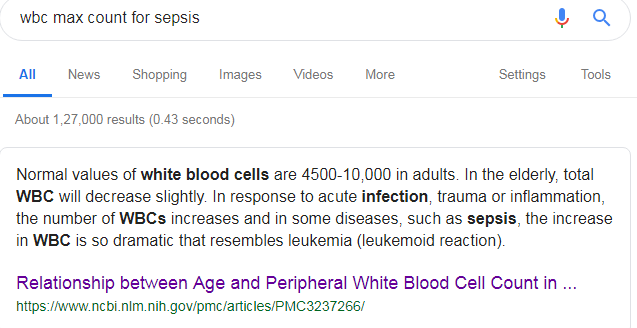 wbc max count for sepsis
All News Shopping Images Videos More Settings Tools
About 1,27,000 results (0.43 seconds)
Normal values of white blood cells are 4500-10,000 in adults. In the elderly, total
WBC will decrease slightly. In response to acute infection, trauma or inflammation,
the number of WBCs increases and in some diseases, such as sepsis, the increase
in WBC is so dramatic that resembles leukemia (leukemoid reaction).
Relationship between Age and Peripheral White Blood Cell Count in ...
https://www.ncbi.nlm.nih.gov/pmc/articles/PMC3237266/